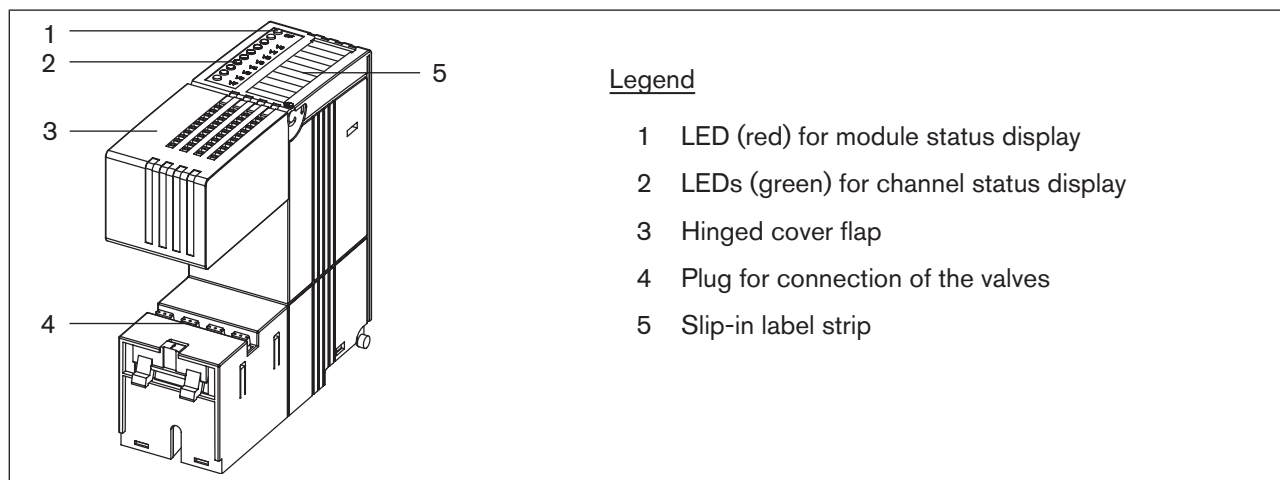 1
2
3
4
5
Legend
1 LED (red) for module status display
2 LEDs (green) for channel status display
3 Hinged cover flap
4 Plug for connection of the valves
5 Slip-in label strip